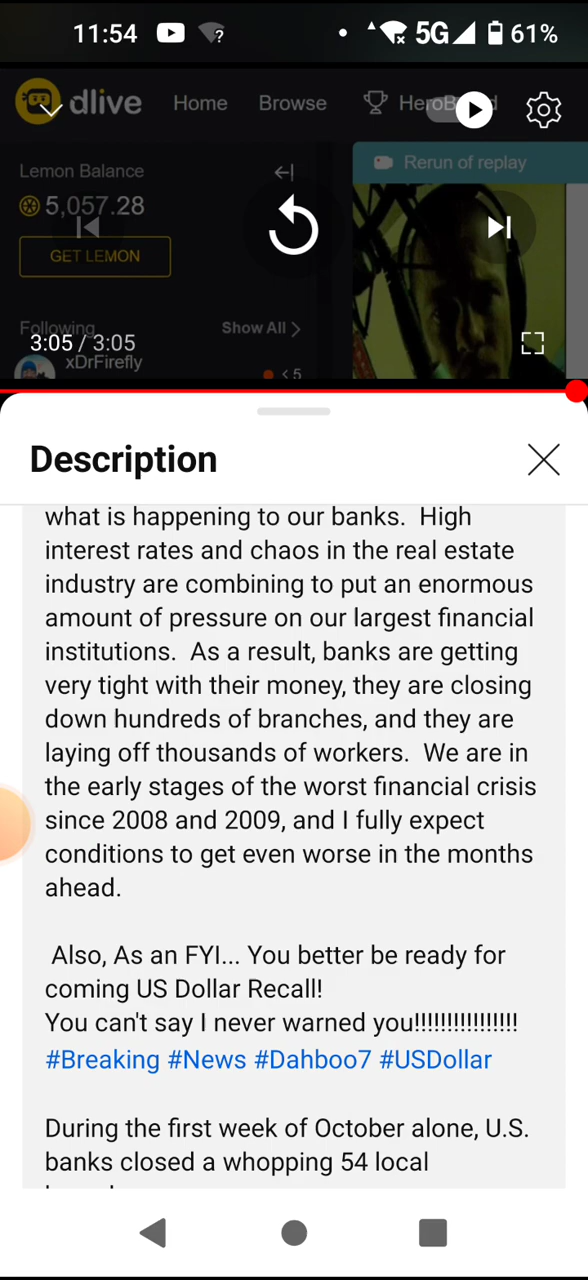 11:54
5G 61%
dlive Home Browse
Lemon Balance
Rerun of replay
5,057.28
GET LEMON
Following Show All >
3:05 / 3:05
xDrFirefly
< 5
Description
what is happening to our banks.  High
interest rates and chaos in the real estate
industry are combining to put an enormous
amount of pressure on our largest financial
institutions.  As a result, banks are getting
very tight with their money, they are closing
down hundreds of branches, and they are
laying off thousands of workers.  We are in
the early stages of the worst financial crisis
since 2008 and 2009, and I fully expect
conditions to get even worse in the months
ahead.
Also, As an FYI... You better be ready for
coming US Dollar Recall!
You can't say I never warned you!!!!!!!!!!!!!!!!
#Breaking #News #Dahboo7 #USDollar
During the first week of October alone, U.S.
banks closed a whopping 54 local